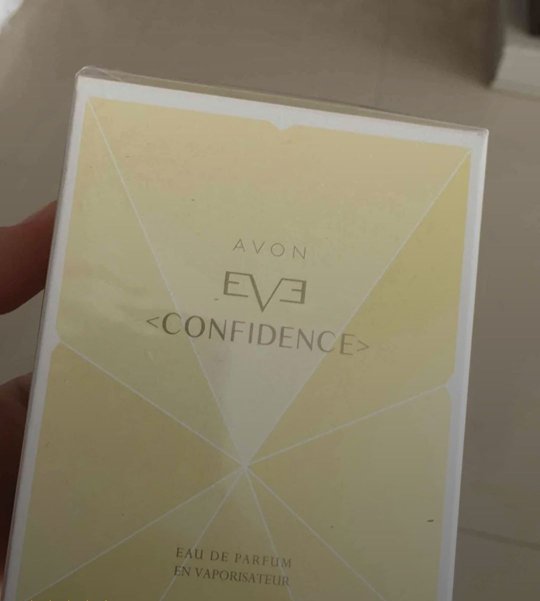 AVON
EVE
<CONFIDENCE>
EAU DE PARFUM
EN VAPORISATEUR